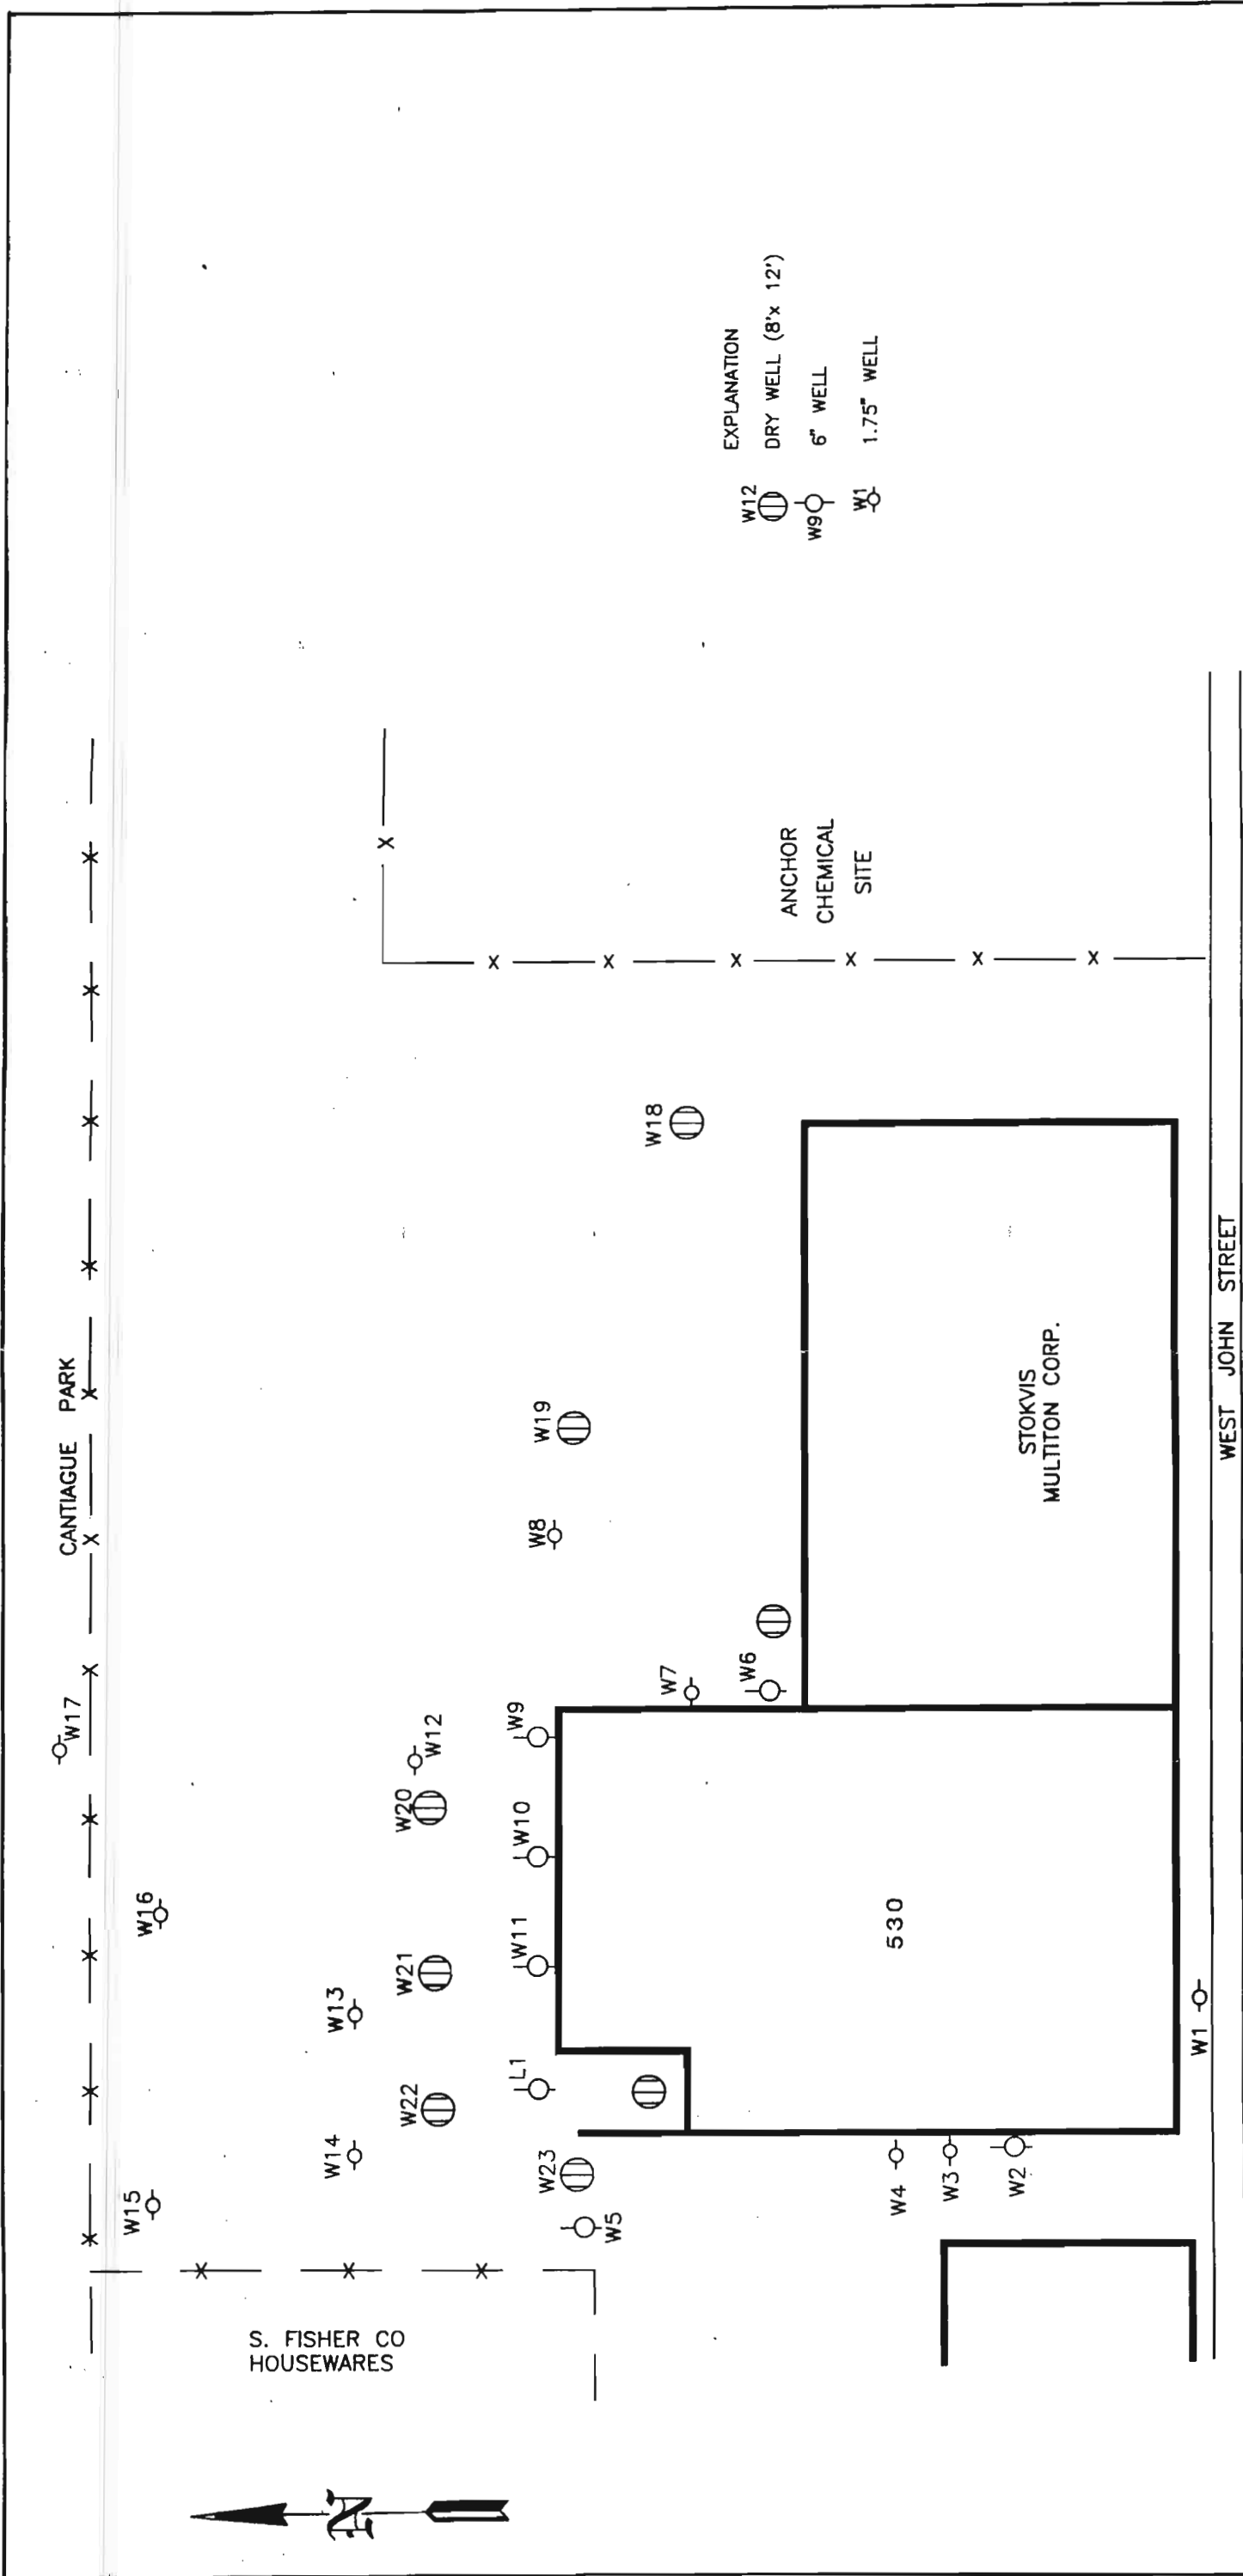 CANTIAGUE PARK
W17
W15
W16
W14
W13
W22
W21
W20
W12
S. FISHER CO
HOUSEWARES
N
W23
W5
L1
W11
W10
W9
W8
W19
W7
W6
W18
ANCHOR
CHEMICAL
SITE
EXPLANATION
W12 DRY WELL (8'x 12')
W9 6" WELL
W1 1.75" WELL
W4
W3
W2
530
STOKVIS
MULTITON CORP.
W1
WEST JOHN STREET
X X X X X X X X X X X
X X X
X
X X X X X X